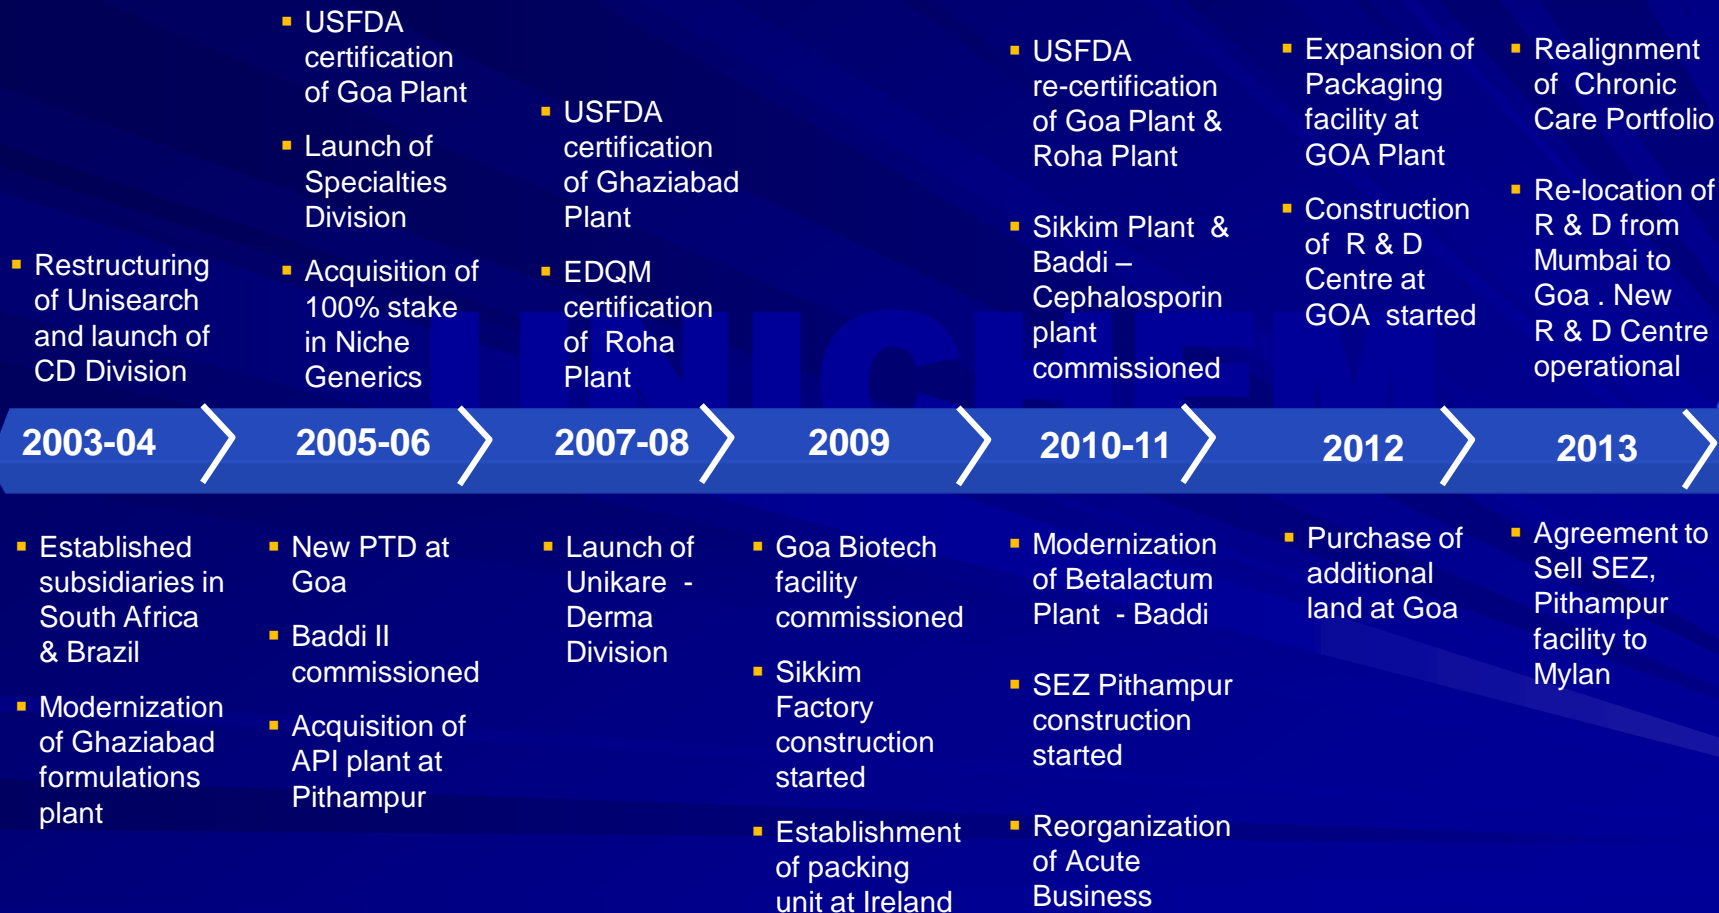 Restructuring
of Unisearch
and launch of
CD Division
USFDA
certification
of Goa Plant
Launch of
Specialties
Division
Acquisition of
100% stake
in Niche
Generics
USFDA
certification
of Ghaziabad
Plant
EDQM
certification
of Roha
Plant
USFDA
re-certification
of Goa Plant &
Roha Plant
Sikkim Plant &
Baddi –
Cephalosporin
plant
commissioned
Expansion of
Packaging
facility at
GOA Plant
Construction
of R & D
Centre at
GOA started
Realignment
of Chronic
Care Portfolio
Re-location of
R & D from
Mumbai to
Goa . New
R & D Centre
operational
UNICHEM
2003-04
2005-06
2007-08
2009
2010-11
2012
2013
Established
subsidiaries in
South Africa
& Brazil
Modernization
of Ghaziabad
formulations
plant
New PTD at
Goa
Baddi II
commissioned
Acquisition of
API plant at
Pithampur
Launch of
Unikare -
Derma
Division
Goa Biotech
facility
commissioned
Sikkim
Factory
construction
started
Establishment
of packing
unit at Ireland
Modernization
of Betalactum
Plant - Baddi
SEZ Pithampur
construction
started
Reorganization
of Acute
Business
Purchase of
additional
land at Goa
Agreement to
Sell SEZ,
Pithampur
facility to
Mylan